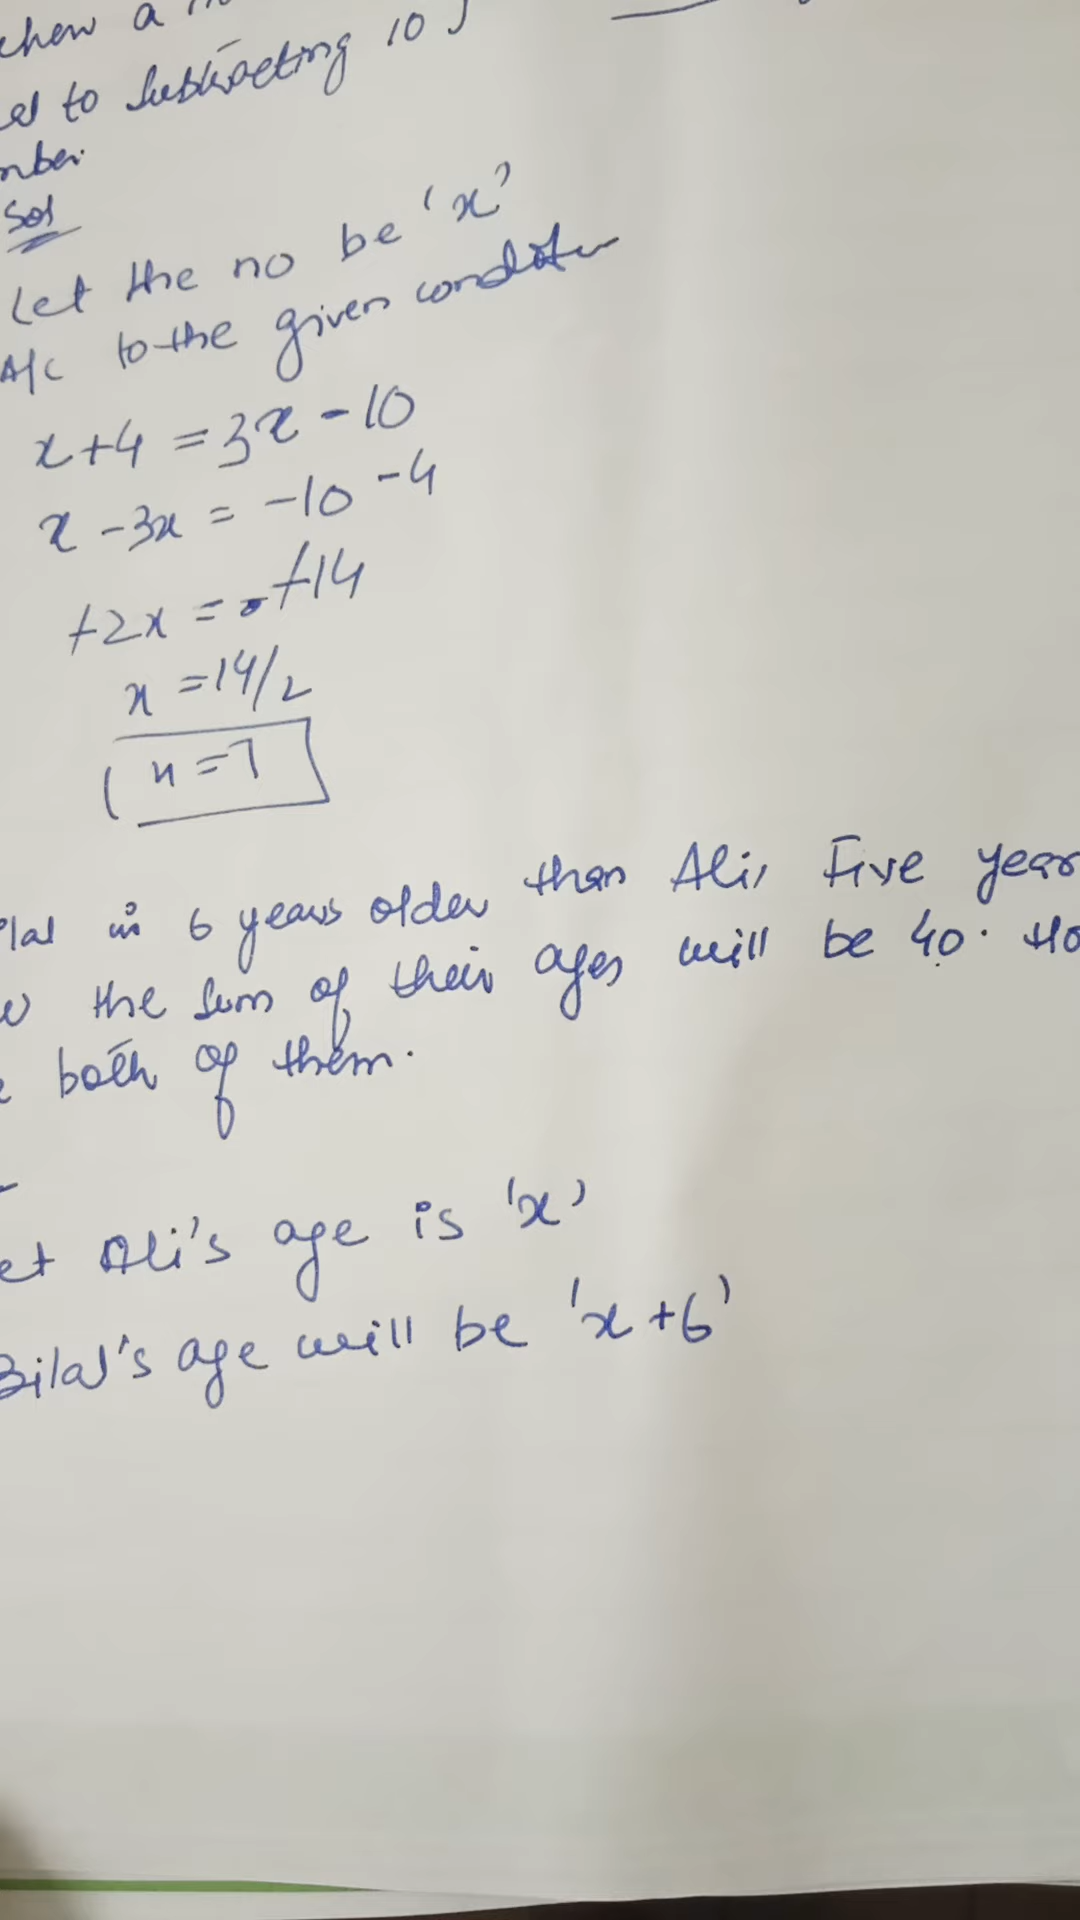 when a
to subtracting 10
Sol
Let the no be 'x'
A/c to the given condition
x+4 = 3x - 10
x - 3x = -10 - 4
+2x = +14
x = 14/2
x = 7
is 6 years older than Ali, Five year
the sum of their ages will be 40.
both of them.
Ali's age is 'x'
Bilal's age will be 'x+6'